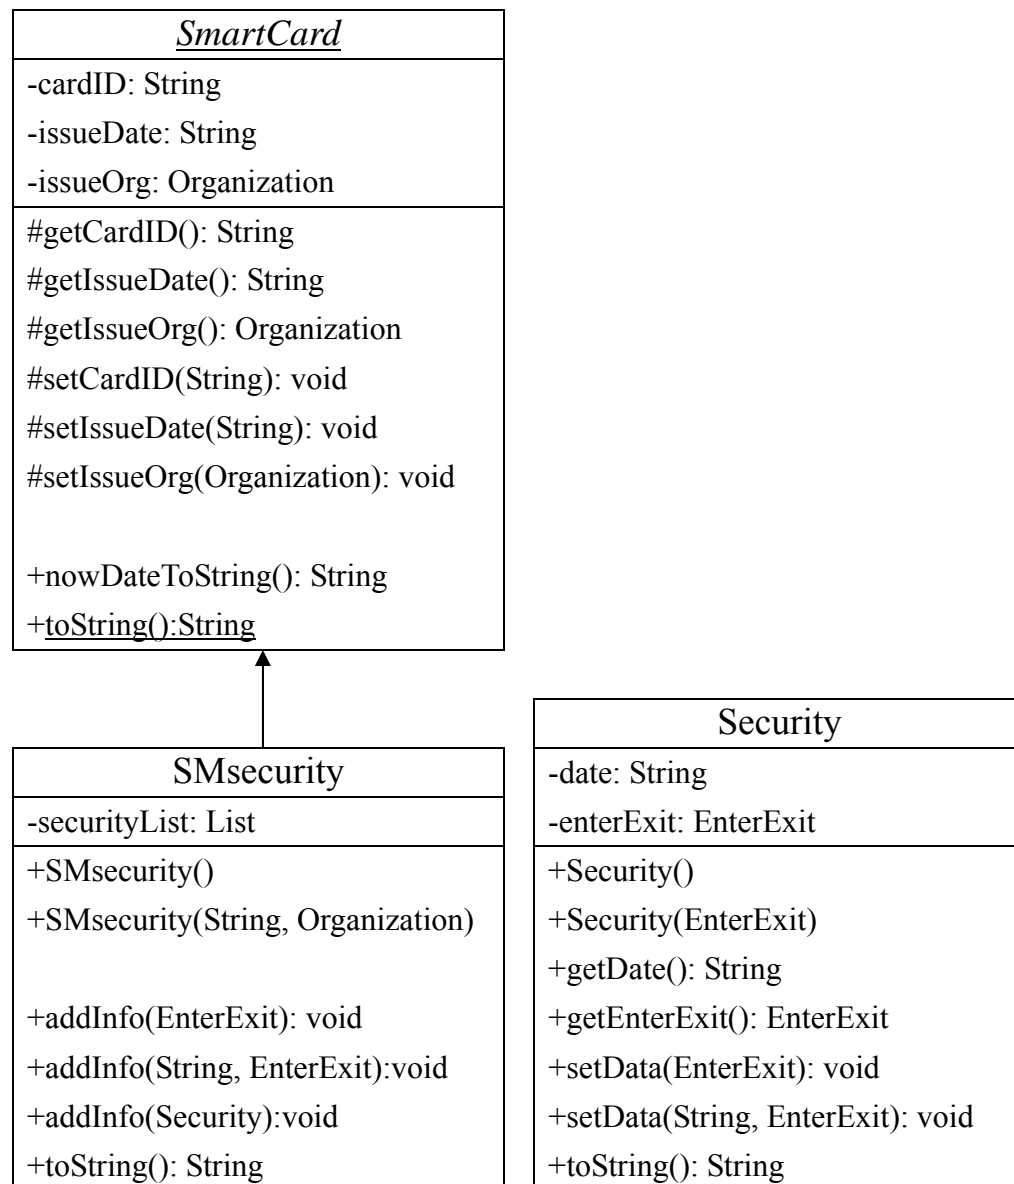 SmartCard
-cardID: String
-issueDate: String
-issueOrg: Organization
#getCardID(): String
#getIssueDate(): String
#getIssueOrg(): Organization
#setCardID(String): void
#setIssueDate(String): void
#setIssueOrg(Organization): void
+nowDateToString(): String
+toString():String
SMsecurity
-securityList: List
+SMsecurity()
+SMsecurity(String, Organization)
+addInfo(EnterExit): void
+addInfo(String, EnterExit):void
+addInfo(Security):void
+toString(): String
Security
-date: String
-enterExit: EnterExit
+Security()
+Security(EnterExit)
+getDate(): String
+getEnterExit(): EnterExit
+setData(EnterExit): void
+setData(String, EnterExit): void
+toString(): String